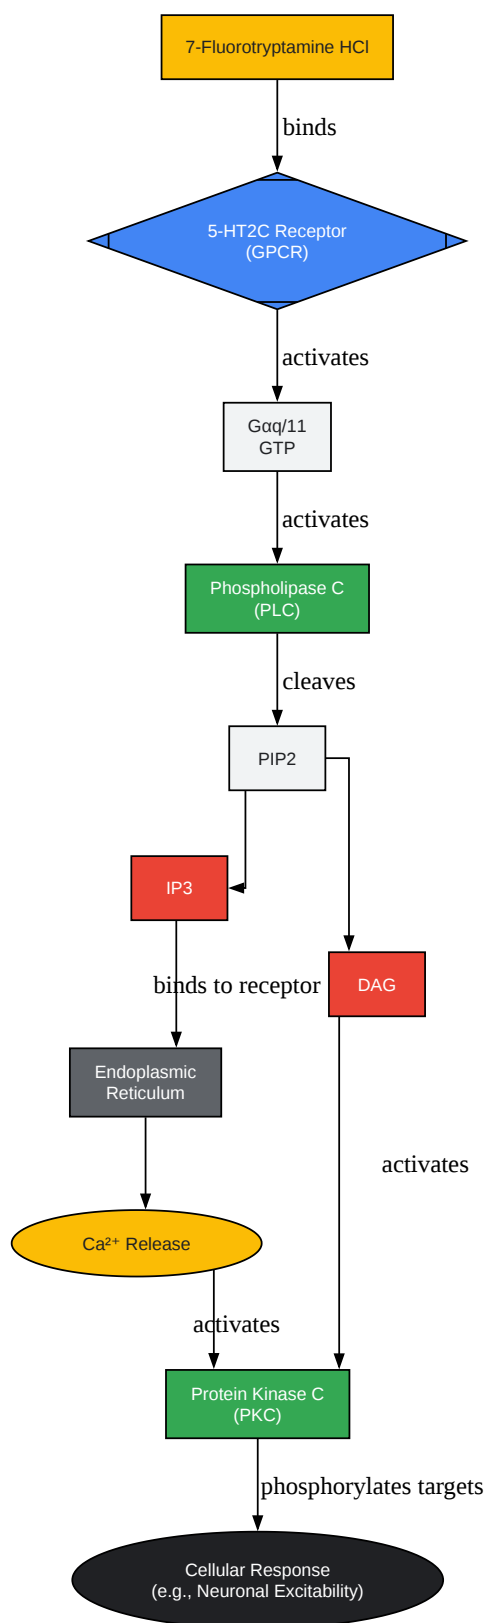 7-Fluorotryptamine HCl
binds
5-HT2C Receptor
(GPCR)
activates
Gαq/11
GTP
activates
Phospholipase C
(PLC)
cleaves
PIP2
IP3
DAG
binds to receptor
Endoplasmic
Reticulum
activates
Ca²⁺ Release
activates
Protein Kinase C
(PKC)
phosphorylates targets
Cellular Response
(e.g., Neuronal Excitability)